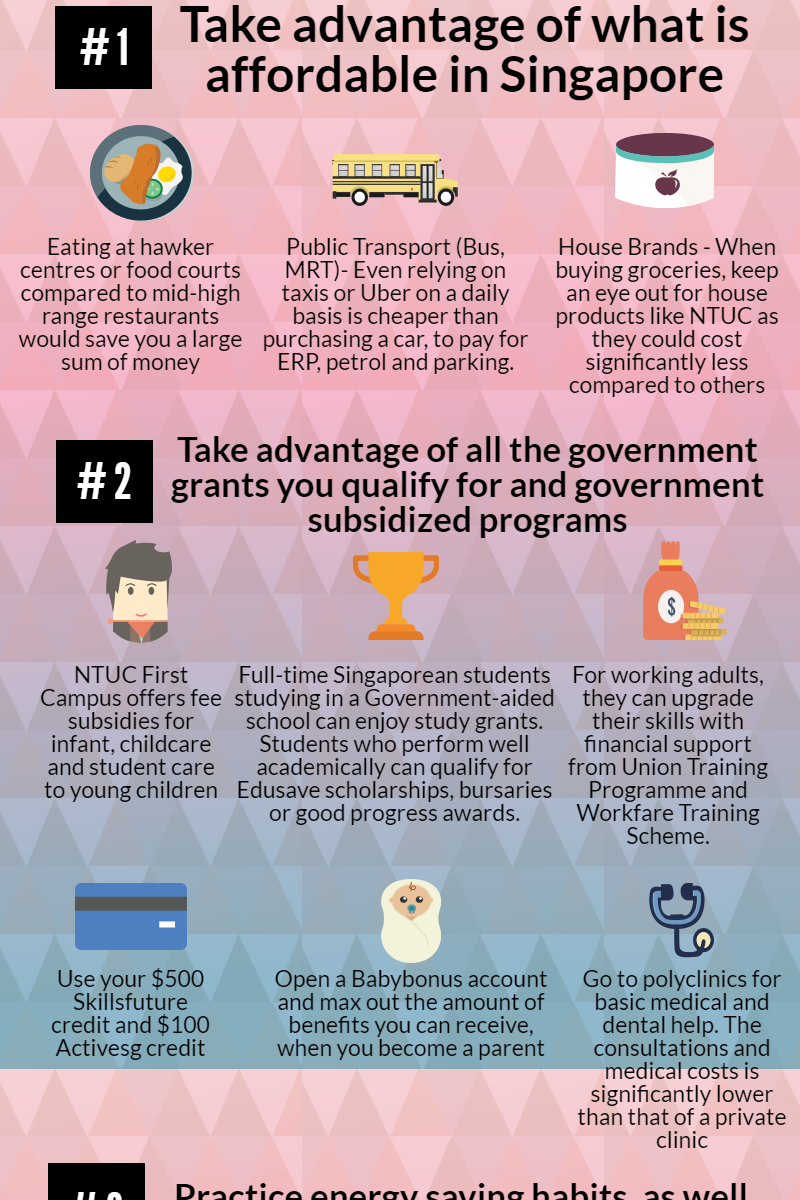 #1
Take advantage of what is
affordable in Singapore
Eating at hawker
centres or food courts
compared to mid-high
range restaurants
would save you a large
sum of money
Public Transport (Bus,
MRT)- Even relying on
taxis or Uber on a daily
basis is cheaper than
purchasing a car, to pay for
ERP, petrol and parking.
House Brands - When
buying groceries, keep
an eye out for house
products like NTUC as
they could cost
significantly less
compared to others
#2
Take advantage of all the government
grants you qualify for and government
subsidized programs
$
NTUC First
Campus offers fee
subsidies for
infant, childcare
and student care
to young children
Full-time Singaporean students
studying in a Government-aided
school can enjoy study grants.
Students who perform well
academically can qualify for
Edusave scholarships, bursaries
or good progress awards.
For working adults,
they can upgrade
their skills with
financial support
from Union Training
Programme and
Workfare Training
Scheme.
Use your $500
Skillsfuture
credit and $100
Activesg credit
Open a Babybonus account
and max out the amount of
benefits you can receive,
when you become a parent
Go to polyclinics for
basic medical and
dental help. The
consultations and
medical costs is
significantly lower
than that of a private
clinic
#3
Practice energy saving habits, as well